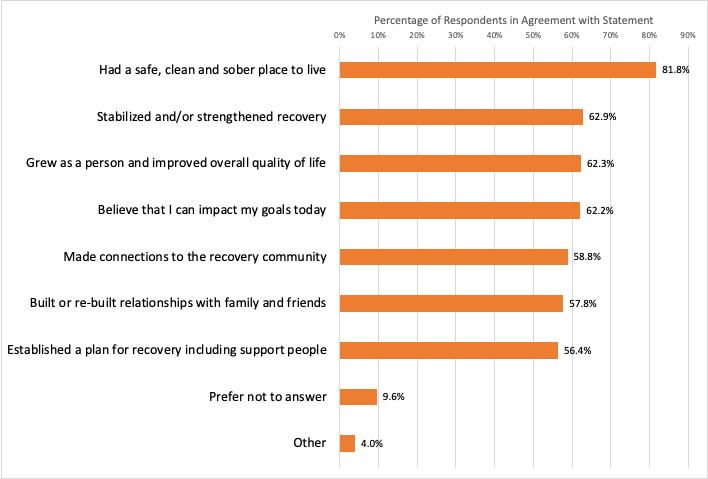 Percentage of Respondents in Agreement with Statement
0% 10% 20% 30% 40% 50% 60% 70% 80% 90%
Had a safe, clean and sober place to live 81.8%
Stabilized and/or strengthened recovery 62.9%
Grew as a person and improved overall quality of life 62.3%
Believe that I can impact my goals today 62.2%
Made connections to the recovery community 58.8%
Built or re-built relationships with family and friends 57.8%
Established a plan for recovery including support people 56.4%
Prefer not to answer 9.6%
Other 4.0%